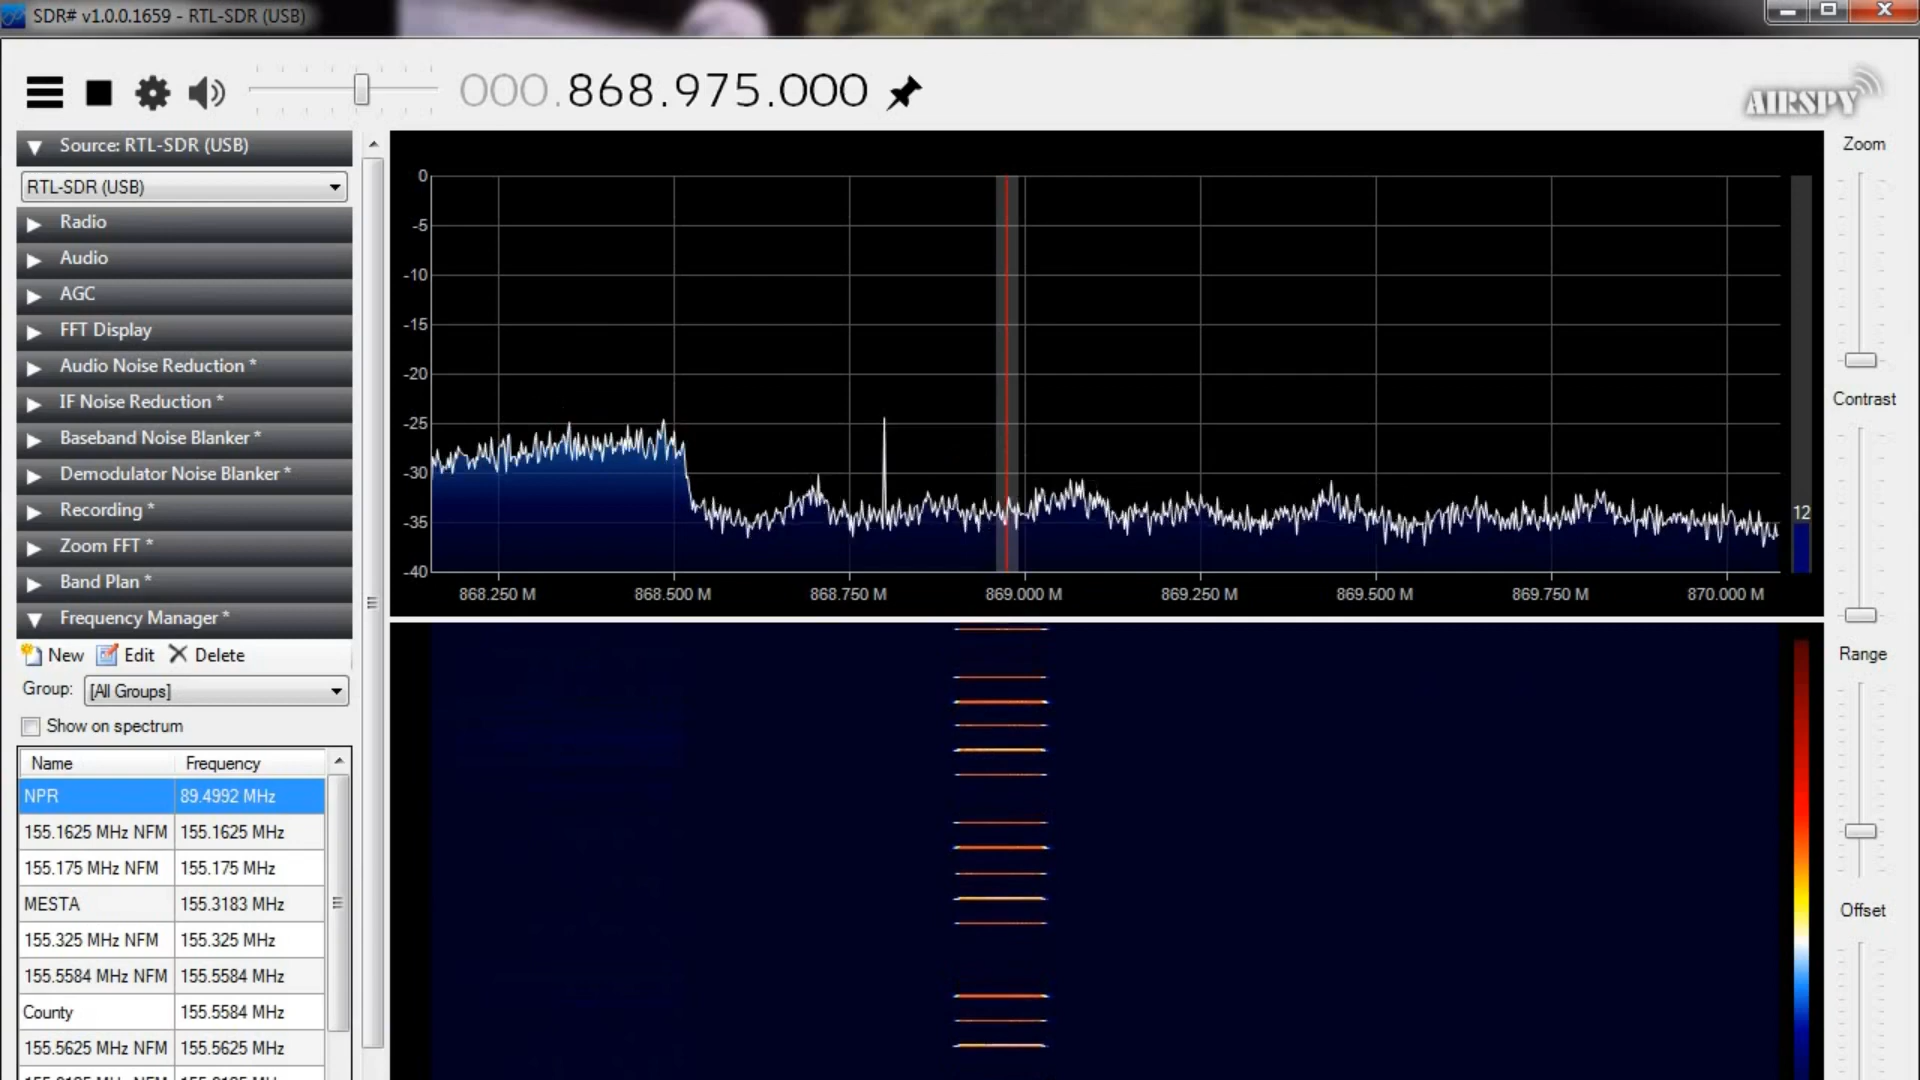 SDR# v1.0.0.1659 - RTL-SDR (USB)
000.868.975.000
AIRSPY
Source: RTL-SDR (USB)
RTL-SDR (USB)
Radio
Audio
AGC
FFT Display
Audio Noise Reduction *
IF Noise Reduction *
Baseband Noise Blanker *
Demodulator Noise Blanker *
Recording *
Zoom FFT *
Band Plan *
Frequency Manager *
New Edit Delete
Group: [All Groups]
Show on spectrum
Name Frequency
NPR 89.4992 MHz
155.1625 MHz NFM 155.1625 MHz
155.175 MHz NFM 155.175 MHz
MESTA 155.3183 MHz
155.325 MHz NFM 155.325 MHz
155.5584 MHz NFM 155.5584 MHz
County 155.5584 MHz
155.5625 MHz NFM 155.5625 MHz
0
-5
-10
-15
-20
-25
-30
-35
-40
868.250 M 868.500 M 868.750 M 869.000 M 869.250 M 869.500 M 869.750 M 870.000 M
12
Zoom
Contrast
Range
Offset